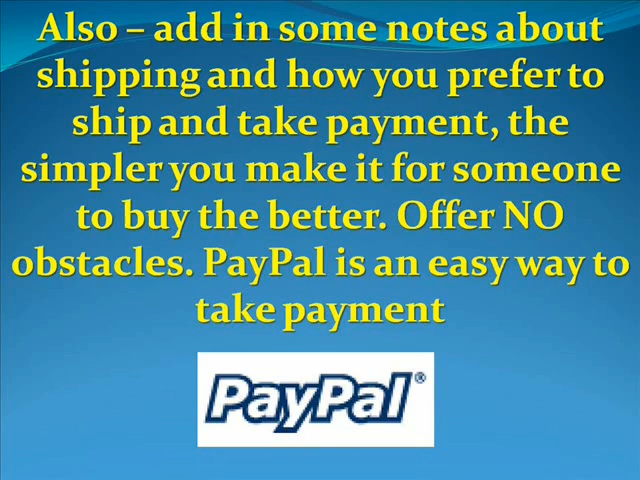 Also – add in some notes about
shipping and how you prefer to
ship and take payment, the
simpler you make it for someone
to buy the better. Offer NO
obstacles. PayPal is an easy way to
take payment
PayPal®